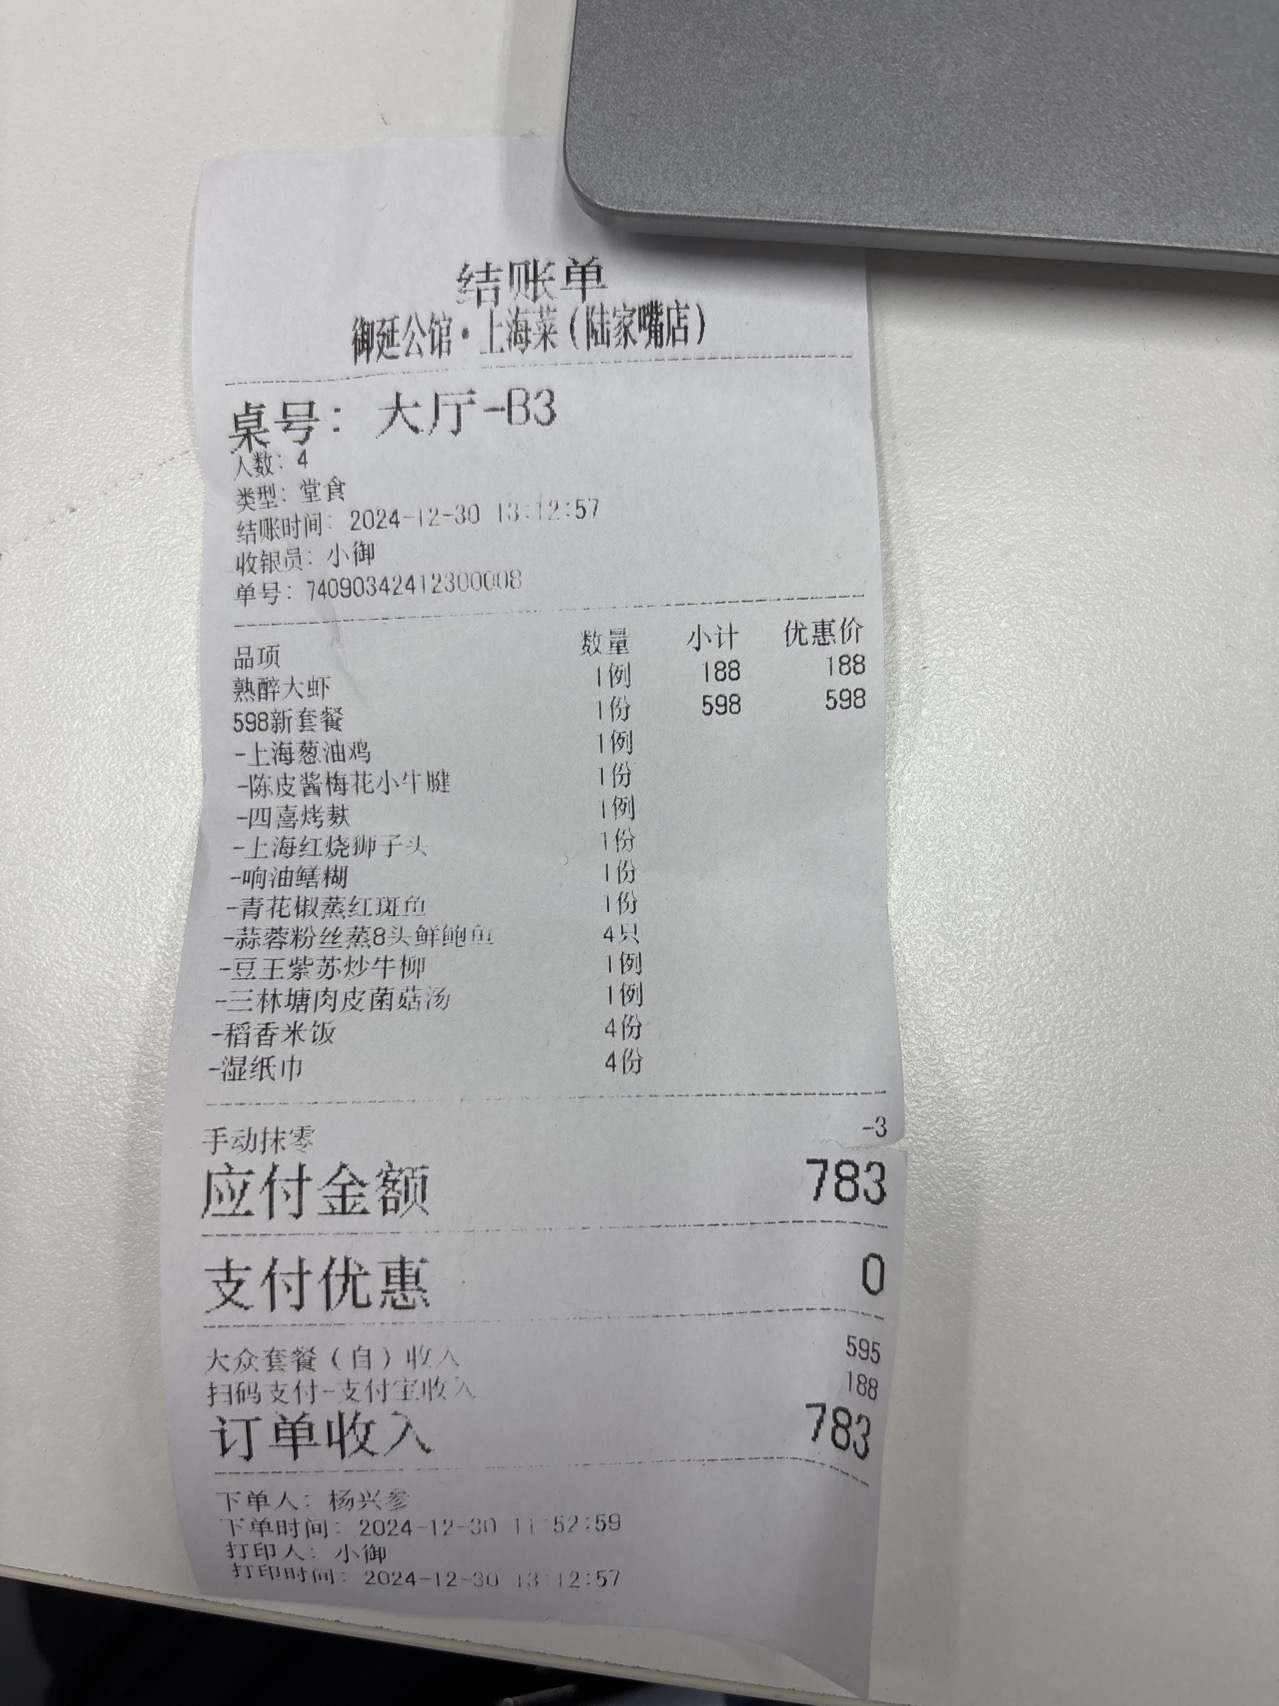 结账单
御延公馆·上海菜(陆家嘴店)
桌号: 大厅-B3
人数: 4
类型: 堂食
结账时间: 2024-12-30 13:12:57
收银员: 小御
单号: 74090342412300008
品项 数量 小计 优惠价
熟醉大虾 1例 188 188
598新套餐 1份 598 598
-上海葱油鸡 1例
-陈皮酱梅花小牛腱 1份
-四喜烤麸 1例
-上海红烧狮子头 1份
-响油鳝糊 1份
-青花椒蒸红斑鱼 1份
-蒜蓉粉丝蒸8头鲜鲍鱼 4只
-豆王紫苏炒牛柳 1例
-三林塘肉皮菌菇汤 1例
-稻香米饭 4份
-湿纸巾 4份
手动抹零 -3
应付金额 783
支付优惠 0
大众套餐(自)收入 595
扫码支付-支付宝收入 188
订单收入 783
下单人: 杨兴参
下单时间: 2024-12-30 11:52:59
打印人: 小御
打印时间: 2024-12-30 13:12:57